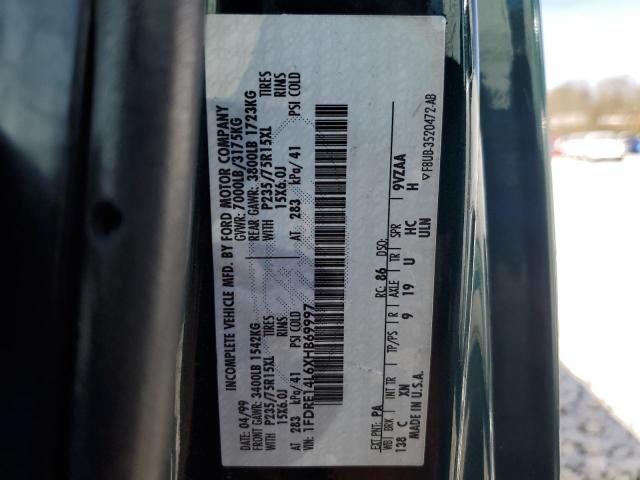 INCOMPLETE VEHICLE MFD. BY FORD MOTOR COMPANY
DATE: 04/99 GVWR: 7000LB/3175KG
FRONT GAWR: 3400LB 1542KG REAR GAWR: 3800LB 1723KG
WITH P235/75R15XL TIRES WITH P235/75R15XL TIRES
15X6.0J RIMS 15X6.0J RIMS
AT 283 kPa/41 PSI COLD AT 283 kPa/41 PSI COLD
VIN: 1FDRE14L6XHB69997
EXT PNT: PA RC: 86 DSO:
WB BRK INT TR TP/PS R AXLE TR SPR 9VZAA
138 C XN 9 19 U HC H
MADE IN U.S.A. ULN
▽F8UB-3520472-AB